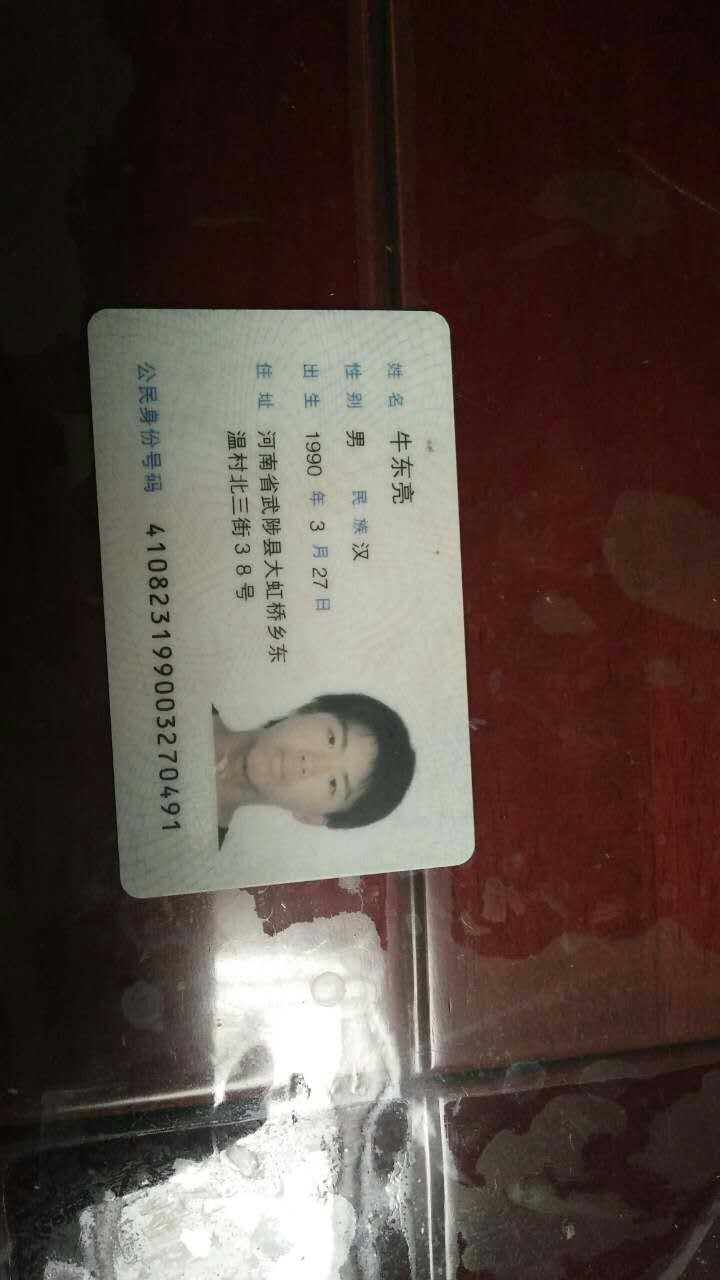 姓名 牛东亮
性别 男 民族 汉
出生 1990 年 3 月 27 日
住址 河南省武陟县大虹桥乡东
温村北三街38号
公民身份号码 410823199003270491